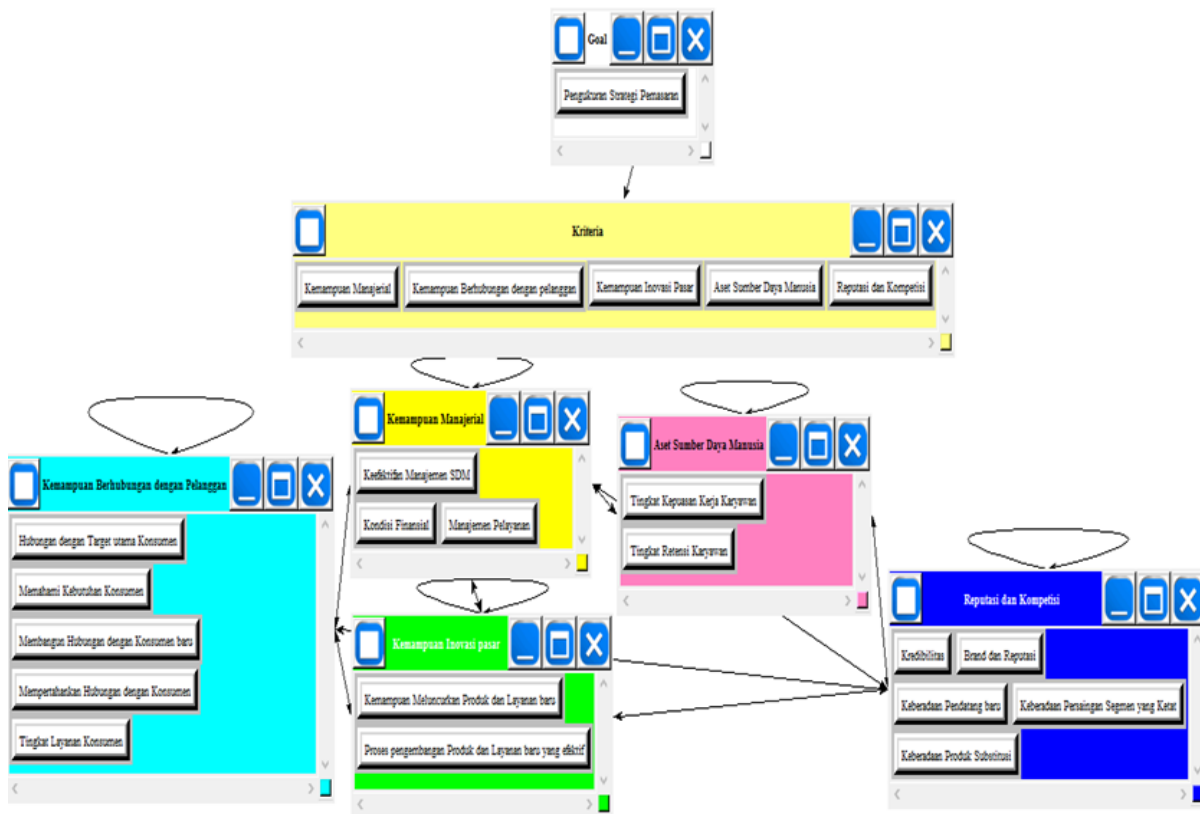 Goal
Pengukuran Strategi Pemasaran
Kriteria
Kemampuan Manajerial
Kemampuan Berhubungan dengan pelanggan
Kemampuan Inovasi Pasar
Aset Sumber Daya Manusia
Reputasi dan Kompetisi
Kemampuan Berhubungan dengan Pelanggan
Hubungan dengan Target utama Konsumen
Memahami Kebutuhan Konsumen
Membangun Hubungan dengan Konsumen baru
Mempertahankan Hubungan dengan Konsumen
Tingkat Layanan Konsumen
Kemampuan Manajerial
Keefektifan Manajemen SDM
Kondisi Finansial
Manajemen Pelayanan
Kemampuan Inovasi pasar
Kemampuan Meluncurkan Produk dan Layanan baru
Proses pengembangan Produk dan Layanan baru yang efektif
Aset Sumber Daya Manusia
Tingkat Kepuasan Kerja Karyawan
Tingkat Retensi Karyawan
Reputasi dan Kompetisi
Kredibilitas
Brand dan Reputasi
Keberadaan Pendatang baru
Keberadaan Persaingan Segmen yang Ketat
Keberadaan Produk Substitusi